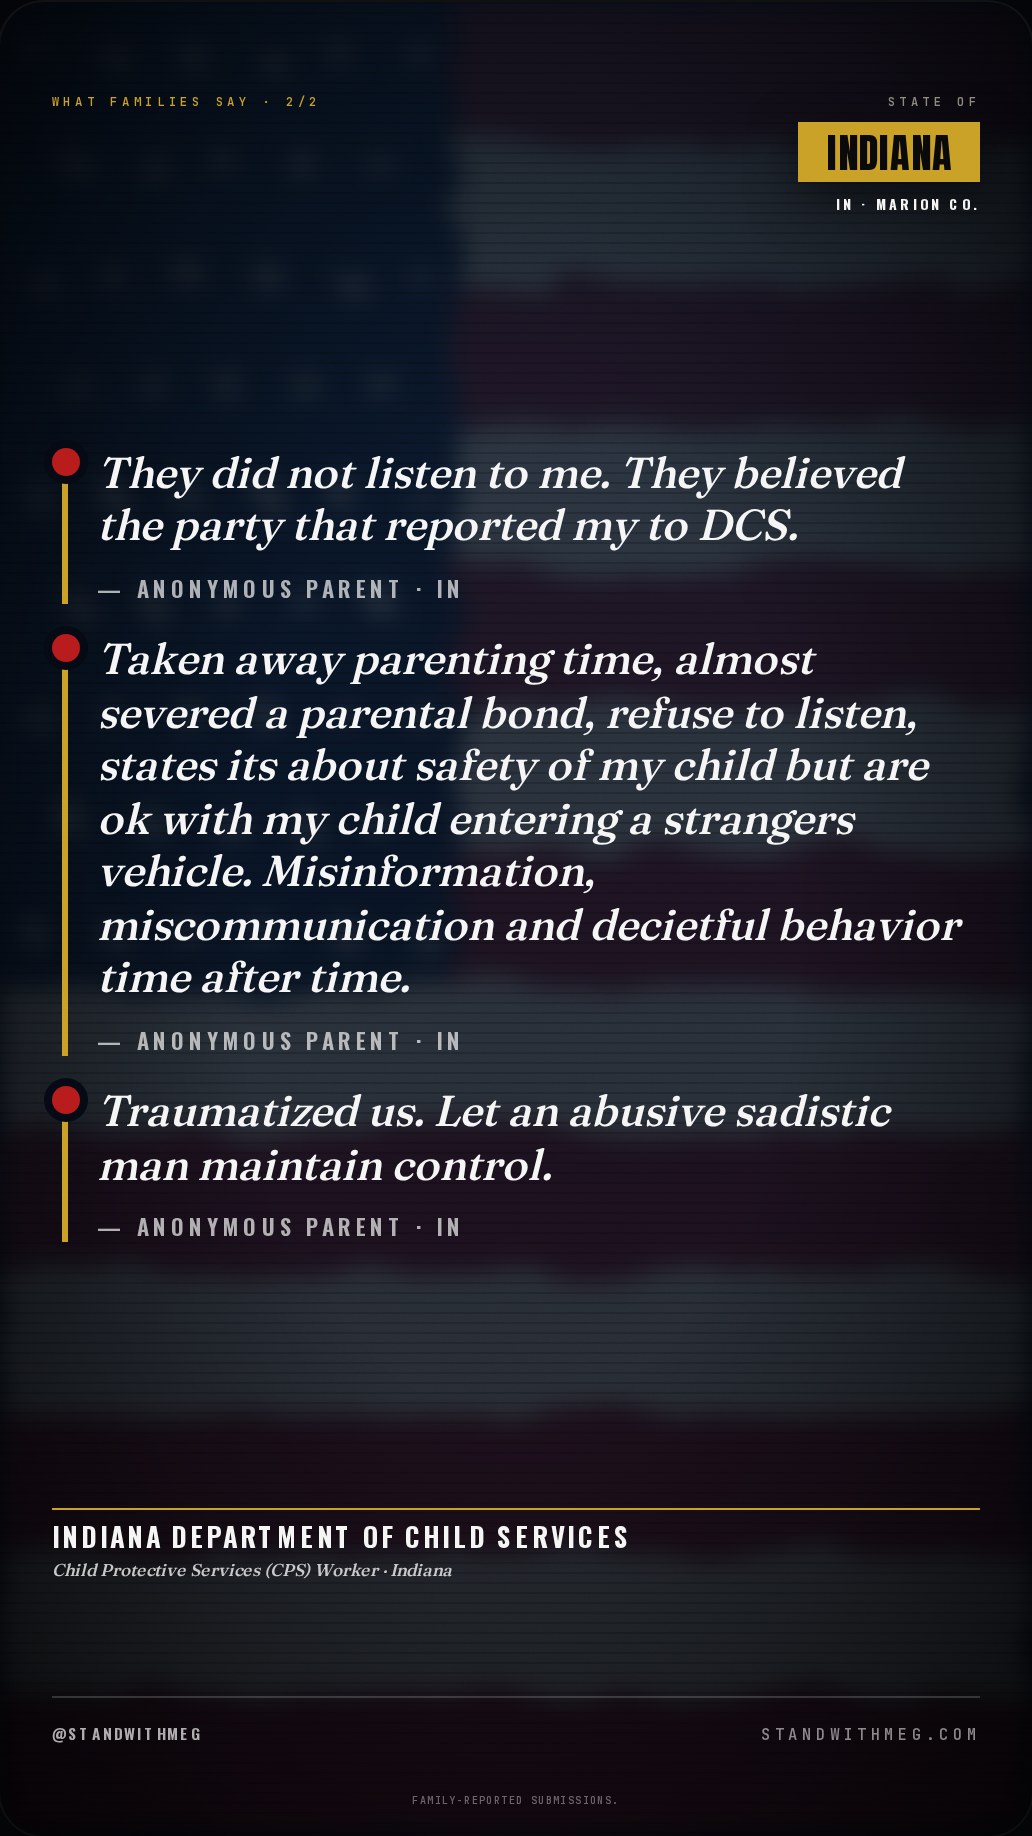 WHAT FAMILIES SAY · 2/2
STATE OF
INDIANA
IN · MARION CO.
They did not listen to me. They believed
the party that reported my to DCS.
— ANONYMOUS PARENT · IN
Taken away parenting time, almost
severed a parental bond, refuse to listen,
states its about safety of my child but are
ok with my child entering a strangers
vehicle. Misinformation,
miscommunication and decietful behavior
time after time.
— ANONYMOUS PARENT · IN
Traumatized us. Let an abusive sadistic
man maintain control.
— ANONYMOUS PARENT · IN
INDIANA DEPARTMENT OF CHILD SERVICES
Child Protective Services (CPS) Worker · Indiana
@STANDWITHMEG
STANDWITHMEG.COM
FAMILY-REPORTED SUBMISSIONS.